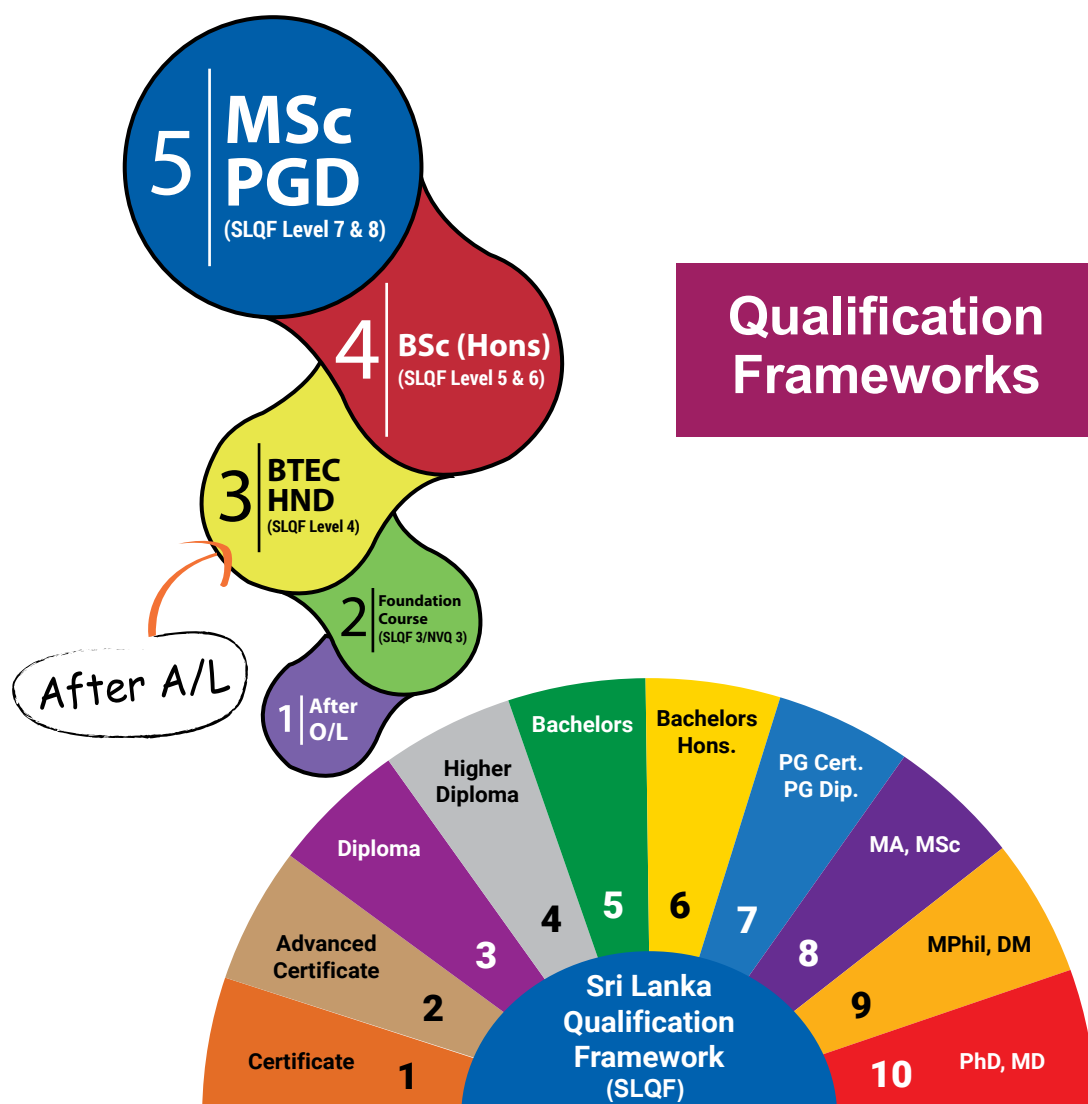 5
MSc
PGD
(SLQF Level 7 & 8)
4
BSc (Hons)
(SLQF Level 5 & 6)
Qualification
Frameworks
3
BTEC
HND
(SLQF Level 4)
2
Foundation
Course
(SLQF 3/NVQ 3)
After A/L
1
After
O/L
Certificate
1
Advanced
Certificate
2
Diploma
3
Higher
Diploma
4
Bachelors
5
Bachelors
Hons.
6
PG Cert.
PG Dip.
7
MA, MSc
8
MPhil, DM
9
PhD, MD
10
Sri Lanka
Qualification
Framework
(SLQF)